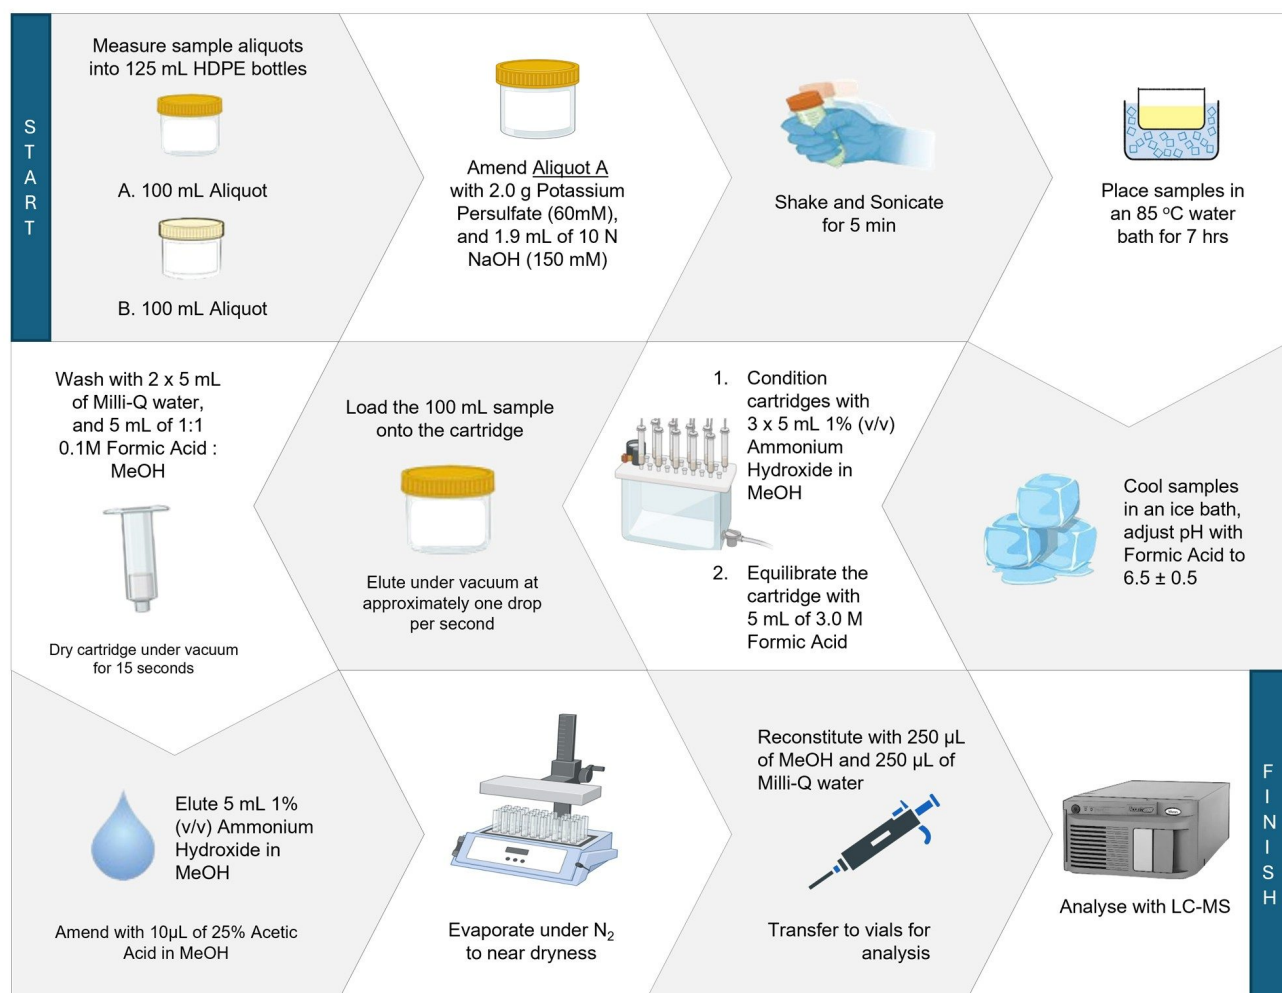 START
Measure sample aliquots
into 125 mL HDPE bottles
A. 100 mL Aliquot
B. 100 mL Aliquot
Amend Aliquot A
with 2.0 g Potassium
Persulfate (60mM),
and 1.9 mL of 10 N
NaOH (150 mM)
Shake and Sonicate
for 5 min
Place samples in
an 85 ºC water
bath for 7 hrs
Cool samples
in an ice bath,
adjust pH with
Formic Acid to
6.5 ± 0.5
1. Condition
cartridges with
3 x 5 mL 1% (v/v)
Ammonium
Hydroxide in
MeOH
2. Equilibrate the
cartridge with
5 mL of 3.0 M
Formic Acid
Load the 100 mL sample
onto the cartridge
Elute under vacuum at
approximately one drop
per second
Wash with 2 x 5 mL
of Milli-Q water,
and 5 mL of 1:1
0.1M Formic Acid :
MeOH
Dry cartridge under vacuum
for 15 seconds
Elute 5 mL 1%
(v/v) Ammonium
Hydroxide in
MeOH
Amend with 10µL of 25% Acetic
Acid in MeOH
Evaporate under N₂
to near dryness
Reconstitute with 250 µL
of MeOH and 250 µL of
Milli-Q water
Transfer to vials for
analysis
Analyse with LC-MS
FINISH